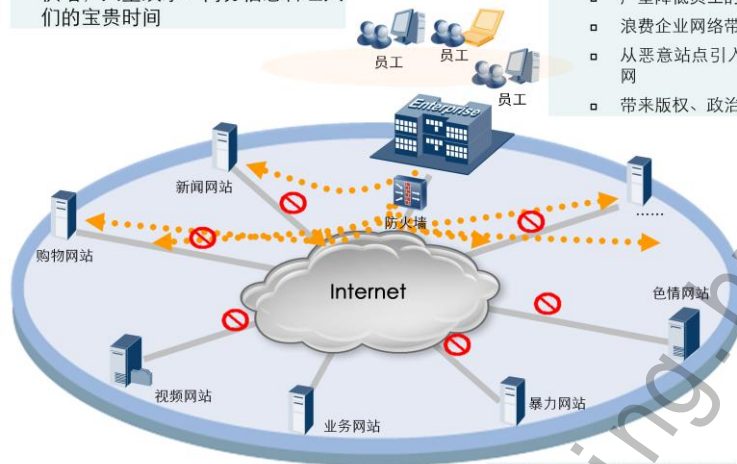 们的宝贵时间
浪费企业网络带
从恶意站点引入
网
带来版权、政治
员工
员工
员工
Enterprise
新闻网站
防火墙
......
购物网站
Internet
色情网站
视频网站
暴力网站
业务网站